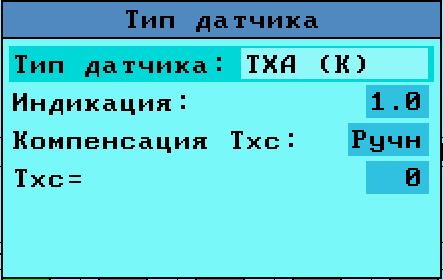 Тип датчика
Тип датчика: ТХА (К)
Индикация: 1.0
Компенсация Тхс: Ручн
Тхс= 0